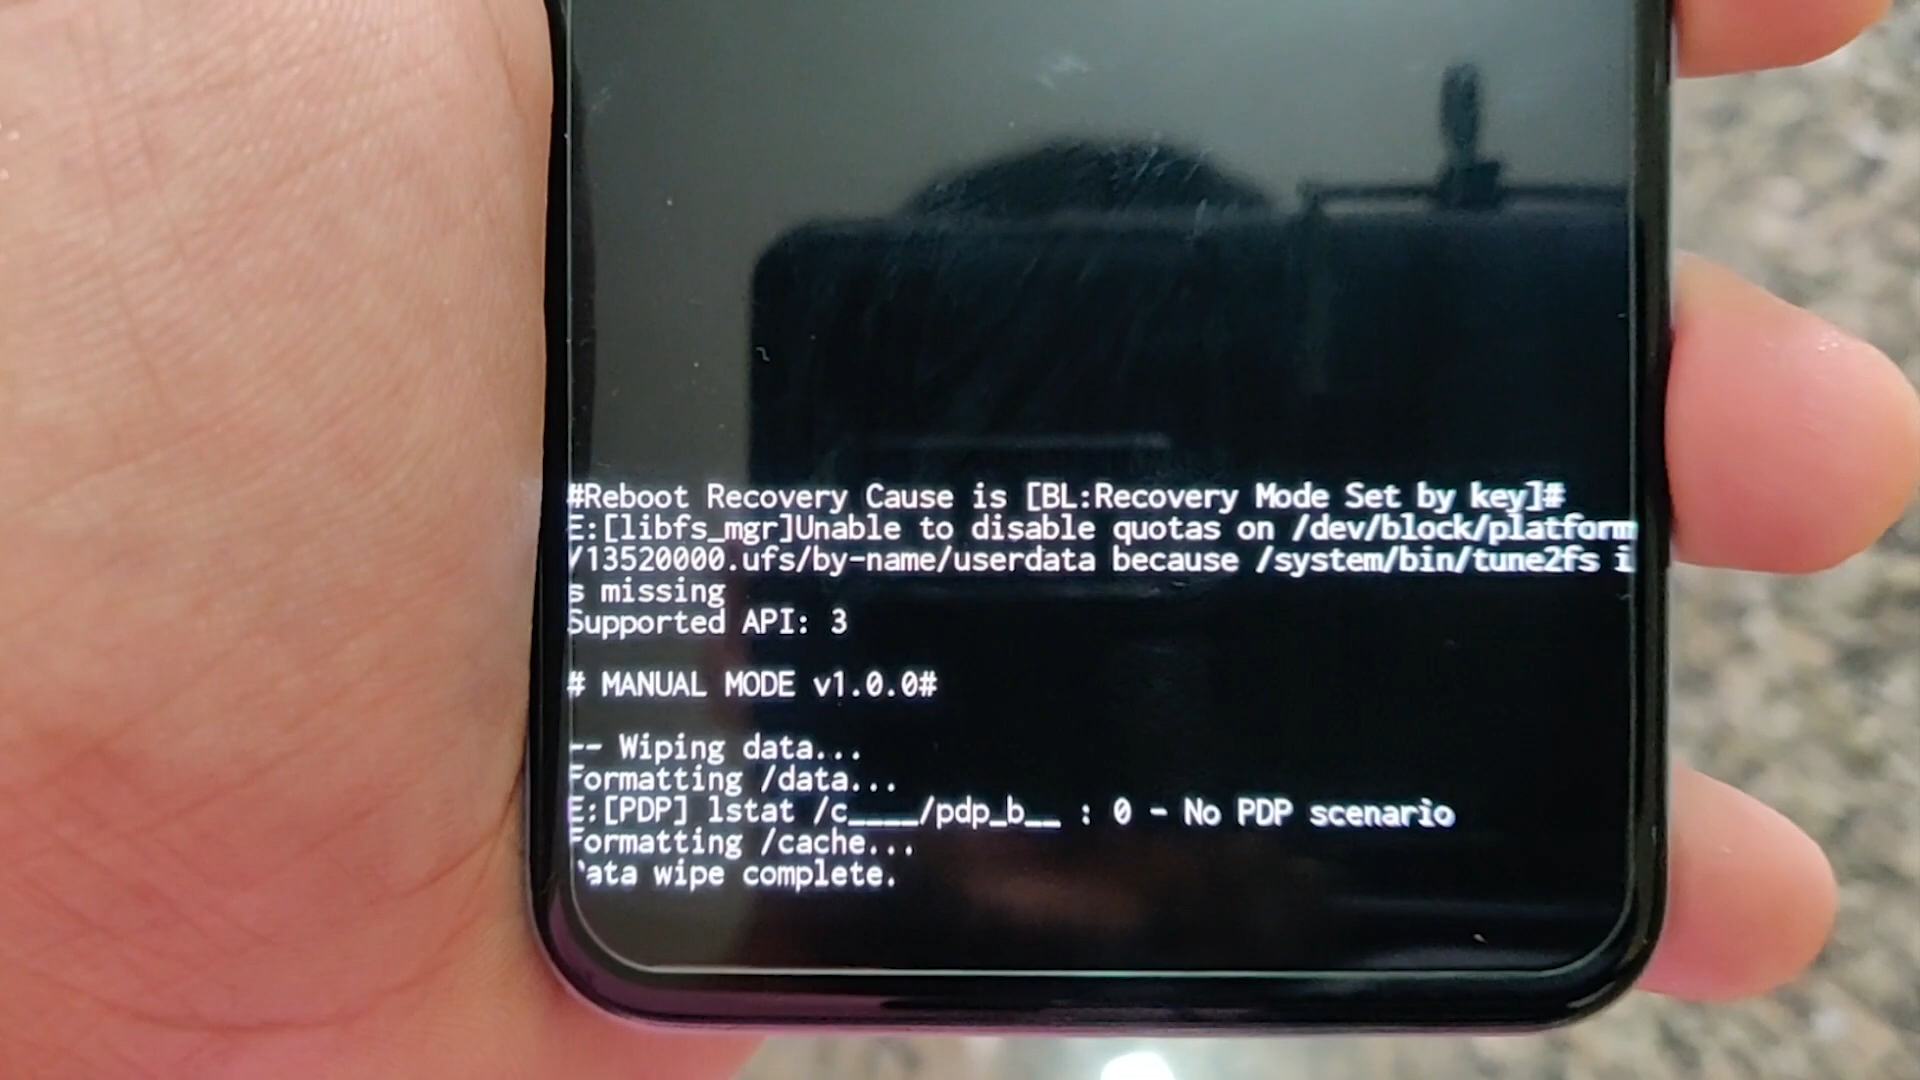 #Reboot Recovery Cause is [BL:Recovery Mode Set by key]#
E:[libfs_mgr]Unable to disable quotas on /dev/block/platform
/13520000.ufs/by-name/userdata because /system/bin/tune2fs i
s missing
Supported API: 3
# MANUAL MODE v1.0.0#
-- Wiping data...
Formatting /data...
E:[PDP] lstat /c____/pdp_b__ : 0 - No PDP scenario
Formatting /cache...
Data wipe complete.